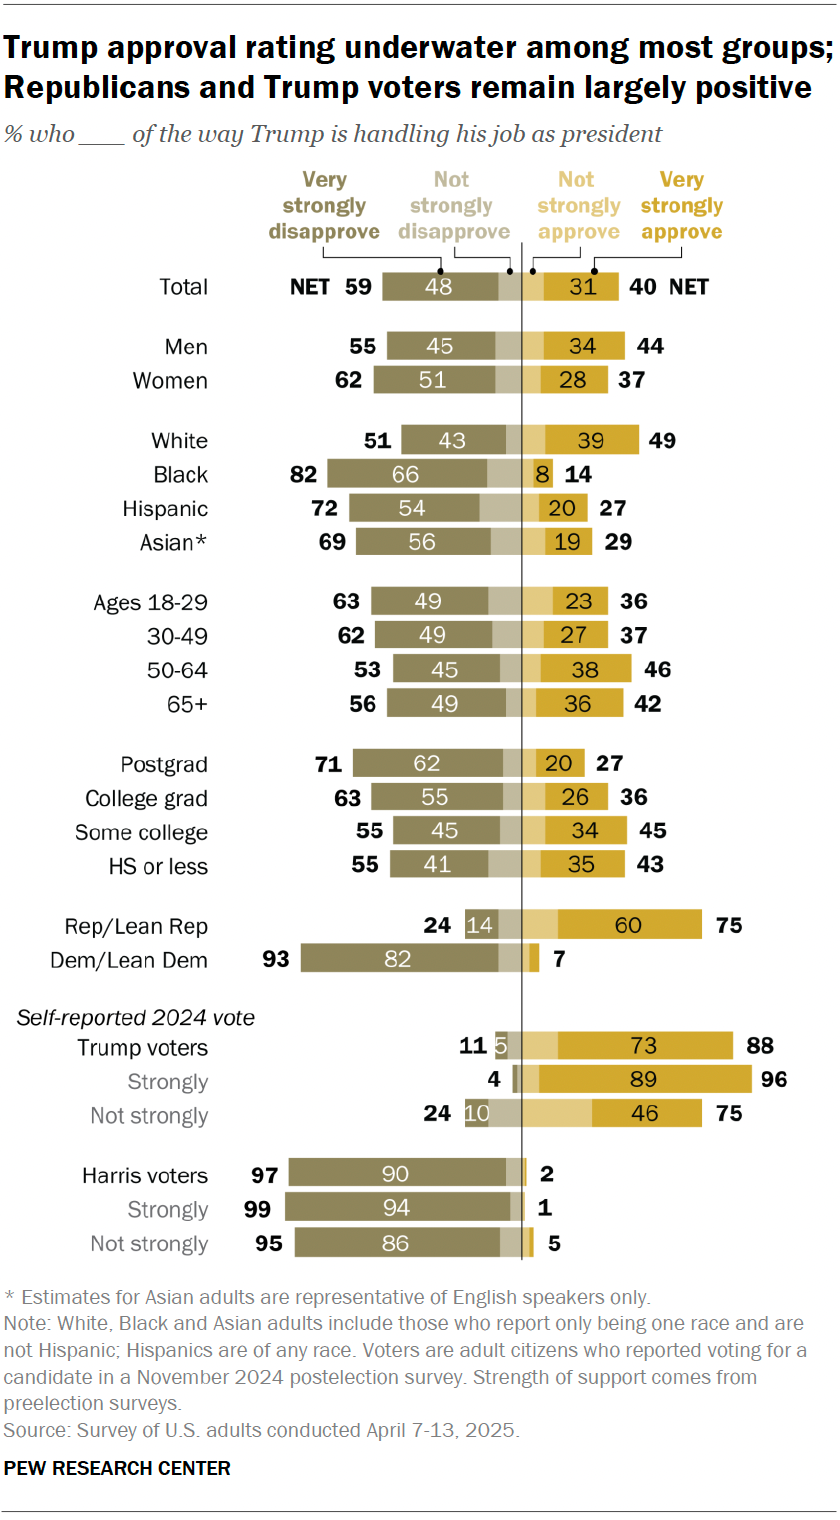 Trump approval rating underwater among most groups;
Republicans and Trump voters remain largely positive
% who ___ of the way Trump is handling his job as president
Very strongly disapprove
Not strongly disapprove
Not strongly approve
Very strongly approve
Total NET 59 48 31 40 NET
Men 55 45 34 44
Women 62 51 28 37
White 51 43 39 49
Black 82 66 8 14
Hispanic 72 54 20 27
Asian* 69 56 19 29
Ages 18-29 63 49 23 36
30-49 62 49 27 37
50-64 53 45 38 46
65+ 56 49 36 42
Postgrad 71 62 20 27
College grad 63 55 26 36
Some college 55 45 34 45
HS or less 55 41 35 43
Rep/Lean Rep 24 14 60 75
Dem/Lean Dem 93 82 7
Self-reported 2024 vote
Trump voters 11 5 73 88
Strongly 4 89 96
Not strongly 24 10 46 75
Harris voters 97 90 2
Strongly 99 94 1
Not strongly 95 86 5
* Estimates for Asian adults are representative of English speakers only.
Note: White, Black and Asian adults include those who report only being one race and are
not Hispanic; Hispanics are of any race. Voters are adult citizens who reported voting for a
candidate in a November 2024 postelection survey. Strength of support comes from
preelection surveys.
Source: Survey of U.S. adults conducted April 7-13, 2025.
PEW RESEARCH CENTER